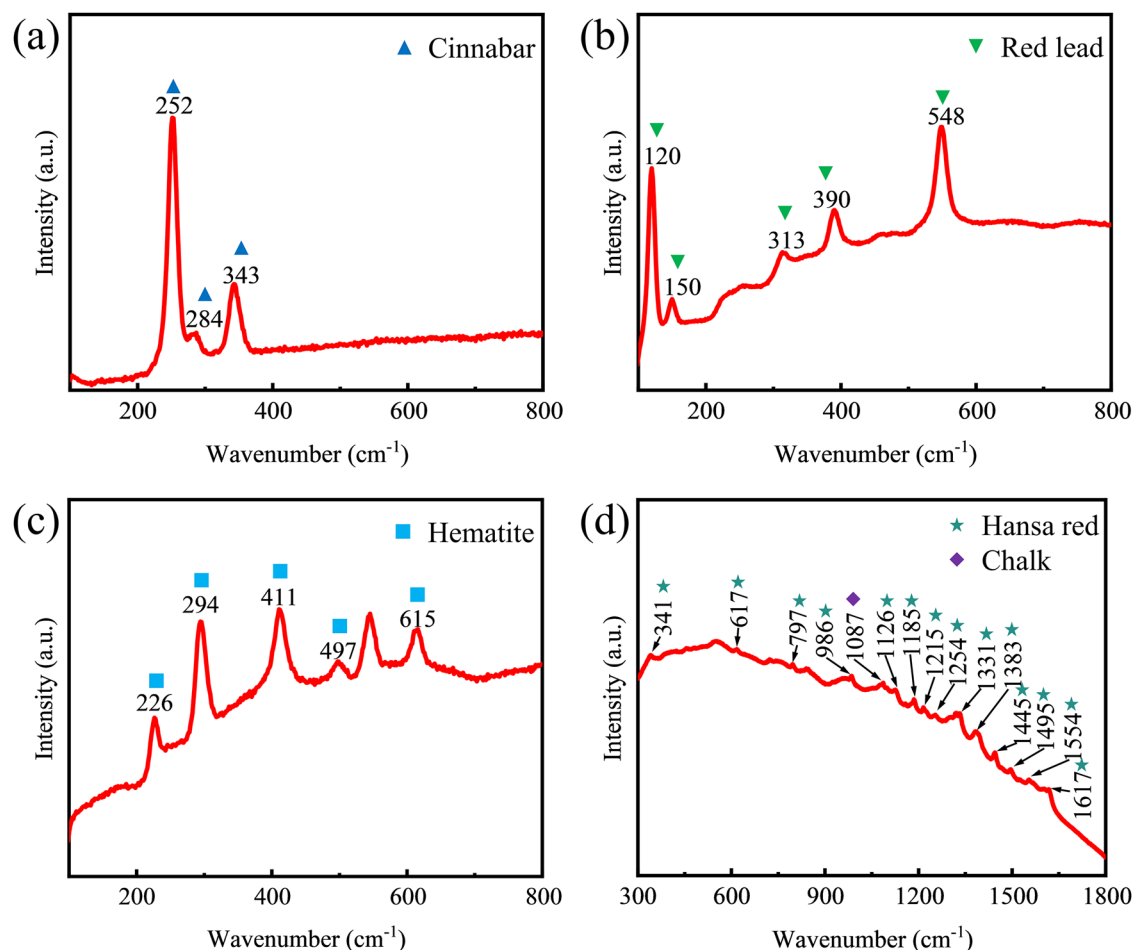 (a)
Cinnabar
252
284
343
Intensity (a.u.)
200
400
600
800
Wavenumber (cm⁻¹)
(b)
Red lead
120
150
313
390
548
Intensity (a.u.)
200
400
600
800
Wavenumber (cm⁻¹)
(c)
Hematite
226
294
411
497
615
Intensity (a.u.)
200
400
600
800
Wavenumber (cm⁻¹)
(d)
Hansa red
Chalk
341
617
797
986
1087
1126
1185
1215
1254
1331
1383
1445
1495
1554
1617
Intensity (a.u.)
300
600
900
1200
1500
1800
Wavenumber (cm⁻¹)